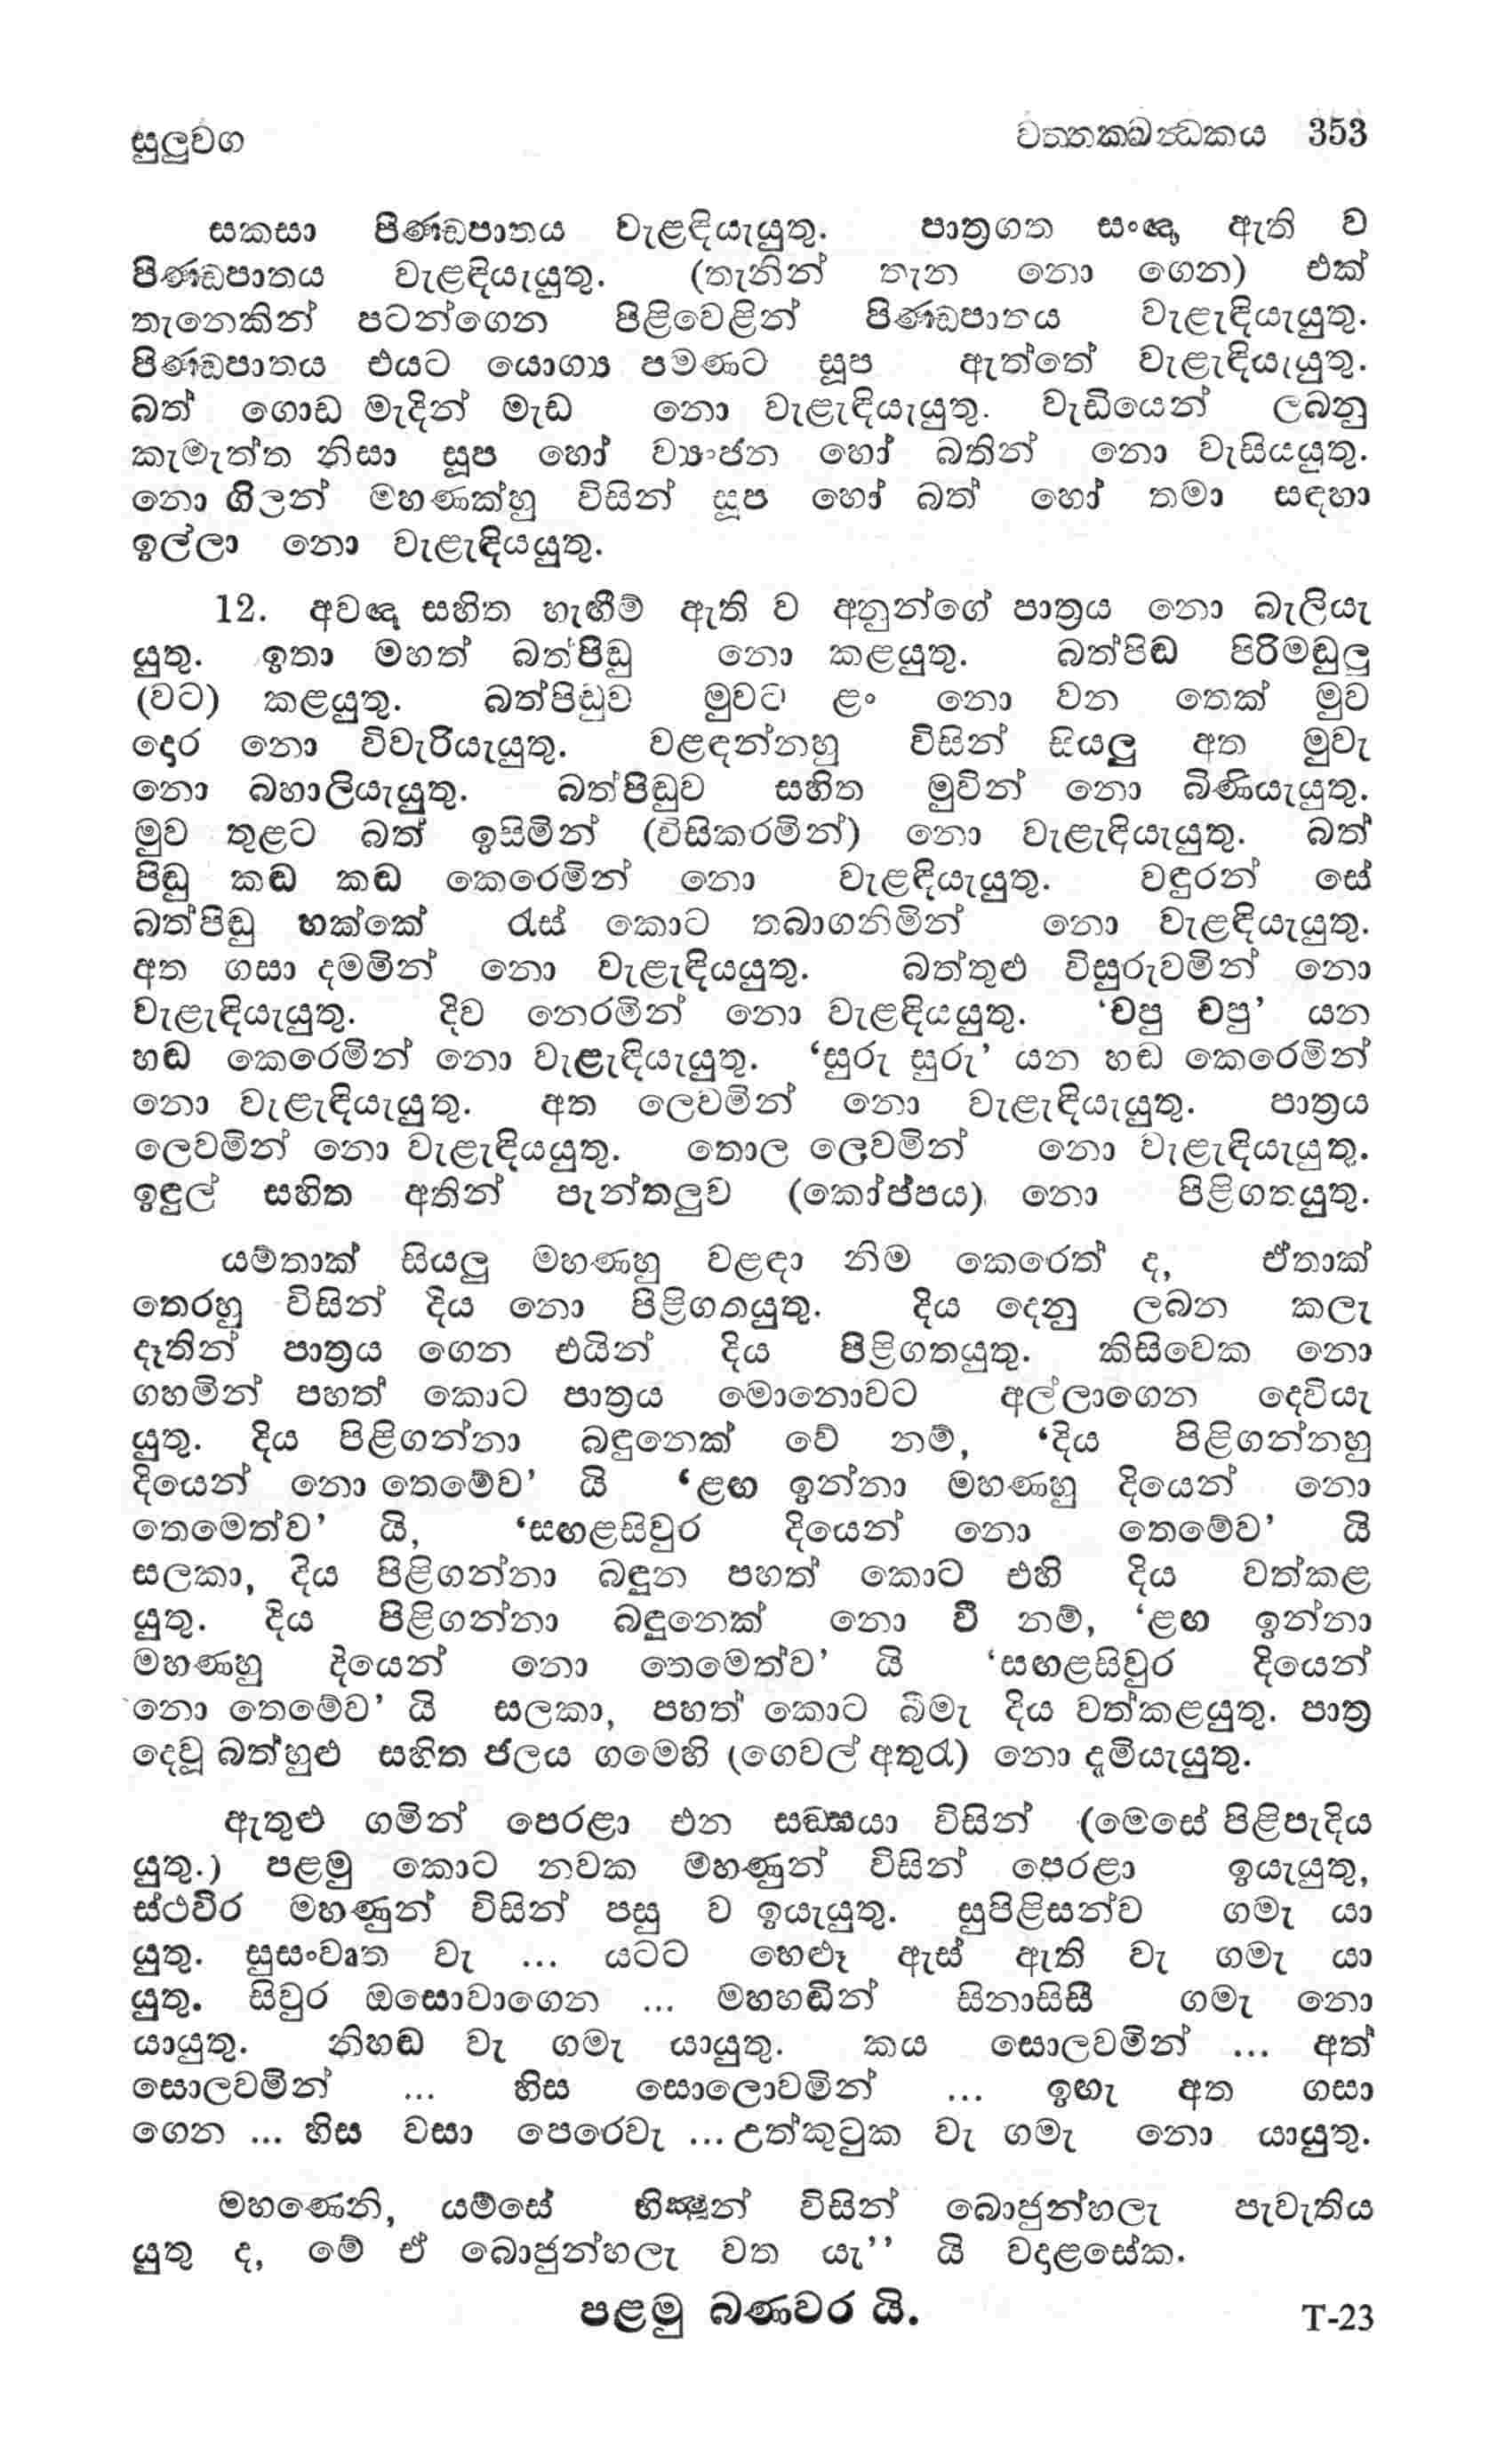 සුලුවග
වත්තක්ඛන්ධකය 353
සකසා පිණ්ඩපාතය වැළඳියැයුතු. පාත්‍රගත සංඥා ඇති ව
පිණ්ඩපාතය වැළඳියැයුතු. (තැනින් තැන නො ගෙන) එක්
තැනෙකින් පටන්ගෙන පිළිවෙළින් පිණ්ඩපාතය වැළැඳියැයුතු.
පිණ්ඩපාතය එයට යොග්‍ය පමණට සූප ඇත්තේ වැළැඳියැයුතු.
බත් ගොඩ මැදින් මැඩ නො වැළැඳියැයුතු. වැඩියෙන් ලබනු
කැමැත්ත නිසා සූප හෝ ව්‍යංජන හෝ බතින් නො වැසියයුතු.
නො ගිලන් මහණක්හු විසින් සූප හෝ බත් හෝ තමා සඳහා
ඉල්ලා නො වැළැඳියයුතු.
12. අවඥා සහිත හැඟීම් ඇති ව අනුන්ගේ පාත්‍රය නො බැලියැ
යුතු. ඉතා මහත් බත්පිඩු නො කළයුතු. බත්පිඬ පිරිමඬුලු
(වට) කළයුතු. බත්පිඬුව මුවට ළං නො වන තෙක් මුව
දොර නො විවැරියැයුතු. වළඳන්නහු විසින් සියලු අත මුවැ
නො බහාලියැයුතු. බත්පිඬුව සහිත මුවින් නො බිණියැයුතු.
මුව තුළට බත් ඉසිමින් (විසිකරමින්) නො වැළැඳියැයුතු. බත්
පිඬු කඬ කඬ කෙරෙමින් නො වැළඳියැයුතු. වඳුරන් සේ
බත්පිඬු හක්කේ රැස් කොට තබාගනිමින් නො වැළඳියැයුතු.
අත ගසා දමමින් නො වැළැඳියයුතු. බත්තුළු විසුරුවමින් නො
වැළැඳියැයුතු. දිව නෙරමින් නො වැළඳියයුතු. ‘චපු චපු’ යන
හඬ කෙරෙමින් නො වැළැඳියැයුතු. ‘සුරු සුරු’ යන හඬ කෙරෙමින්
නො වැළැඳියැයුතු. අත ලෙවමින් නො වැළැඳියැයුතු. පාත්‍රය
ලෙවමින් නො වැළැඳියයුතු. තොල ලෙවමින් නො වැළැඳියැයුතු.
ඉඳුල් සහිත අතින් පැන්තලුව (කෝප්පය) නො පිළිගතයුතු.
යම්තාක් සියලු මහණහු වළඳා නිම කෙරෙත් ද, ඒතාක්
තෙරහු විසින් දිය නො පිළිගතයුතු. දිය දෙනු ලබන කලැ
දෑතින් පාත්‍රය ගෙන එයින් දිය පිළිගතයුතු. කිසිවෙක නො
ගහමින් පහත් කොට පාත්‍රය මොනොවට අල්ලාගෙන දෙවියැ
යුතු. දිය පිළිගන්නා බඳුනෙක් වේ නම්, ‘දිය පිළිගන්නහු
දියෙන් නො තෙමේව’ යි ‘ළඟ ඉන්නා මහණහු දියෙන් නො
තෙමෙත්ව’ යි, ‘සඟළසිවුර දියෙන් නො තෙමේව’ යි
සලකා, දිය පිළිගන්නා බඳුන පහත් කොට එහි දිය වත්කළ
යුතු. දිය පිළිගන්නා බඳුනෙක් නො වී නම්, ‘ළඟ ඉන්නා
මහණහු දියෙන් නො තෙමෙත්ව’ යි ‘සඟළසිවුර දියෙන්
නො තෙමේව’ යි සලකා, පහත් කොට බිමැ දිය වත්කළයුතු. පාත්‍ර
දෙවූ බත්හුළු සහිත ජලය ගමෙහි (ගෙවල් අතුරැ) නො දැමියැයුතු.
ඇතුළු ගමින් පෙරළා එන සඞ්ඝයා විසින් (මෙසේ පිළිපැදිය
යුතු.) පළමු කොට නවක මහණුන් විසින් පෙරළා ඉයැයුතු,
ස්ථවිර මහණුන් විසින් පසු ව ඉයැයුතු. සුපිළිසන්ව ගමැ යා
යුතු. සුසංවෘත වැ ... යටට හෙළූ ඇස් ඇති වැ ගමැ යා
යුතු. සිවුර ඔසොවාගෙන ... මහහඬින් සිනාසිසී ගමැ නො
යායුතු. නිහඬ වැ ගමැ යායුතු. කය සොලවමින් ... අත්
සොලවමින් ... හිස සොලොවමින් ... ඉඟැ අත ගසා
ගෙන ... හිස වසා පෙරෙවැ ... උත්කුටුක වැ ගමැ නො යායුතු.
මහණෙනි, යම්සේ භික්‍ෂූන් විසින් බොජුන්හලැ පැවැතිය
යුතු ද, මේ ඒ බොජුන්හලැ වත යැ’’ යි වදාළසේක.
පළමු බණවර යි.
T-23